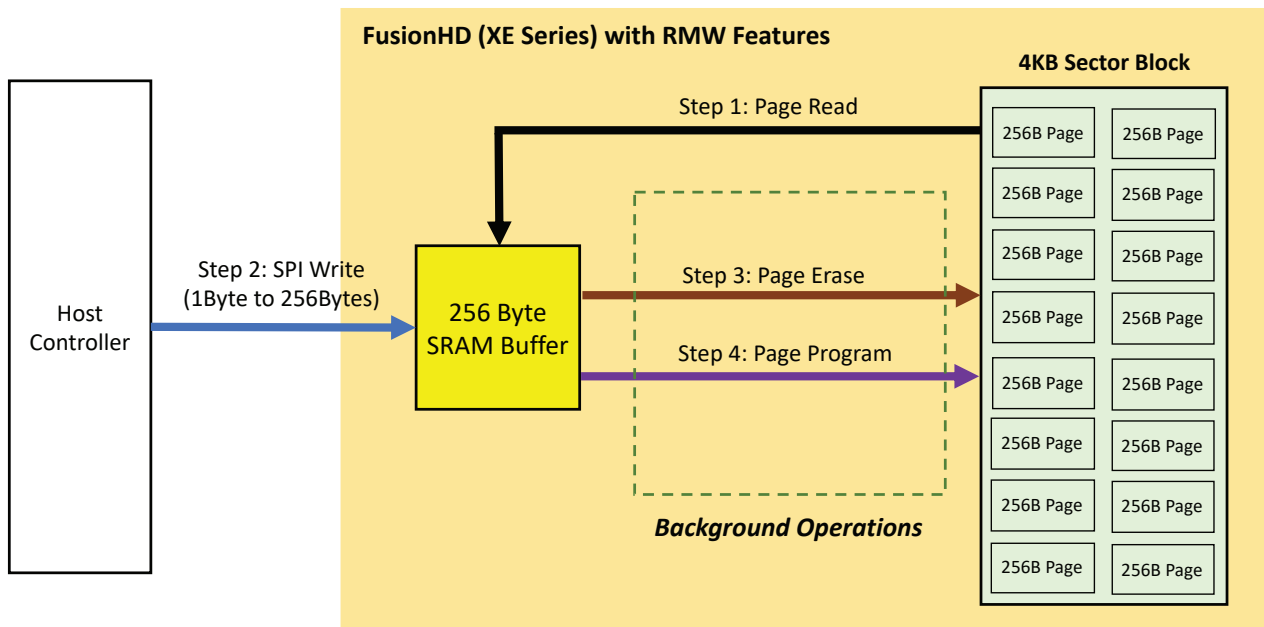 FusionHD (XE Series) with RMW Features
4KB Sector Block
Step 1: Page Read
256B Page
256B Page
256B Page
256B Page
Step 2: SPI Write
(1Byte to 256Bytes)
Step 3: Page Erase
256B Page
256B Page
Host
Controller
256 Byte
SRAM Buffer
256B Page
256B Page
Step 4: Page Program
256B Page
256B Page
256B Page
256B Page
Background Operations
256B Page
256B Page
256B Page
256B Page